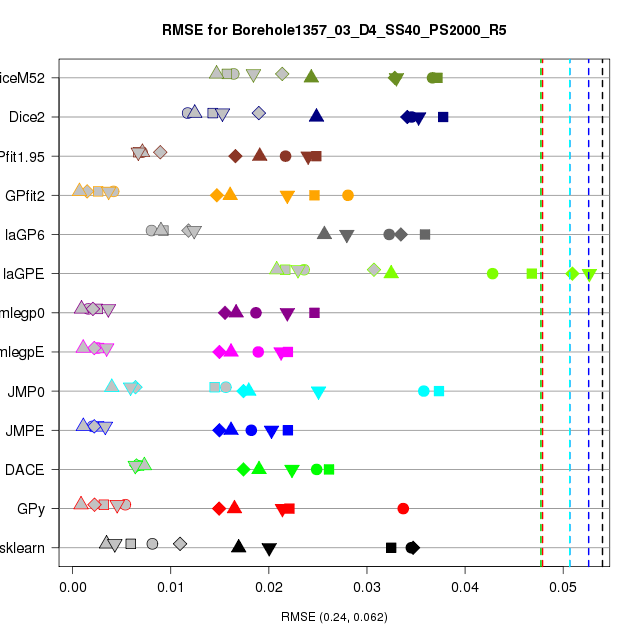 RMSE for Borehole1357_03_D4_SS40_PS2000_R5
iceM52
Dice2
Pfit1.95
GPfit2
laGP6
laGPE
mlegp0
mlegpE
JMP0
JMPE
DACE
GPy
sklearn
0.00 0.01 0.02 0.03 0.04 0.05
RMSE (0.24, 0.062)